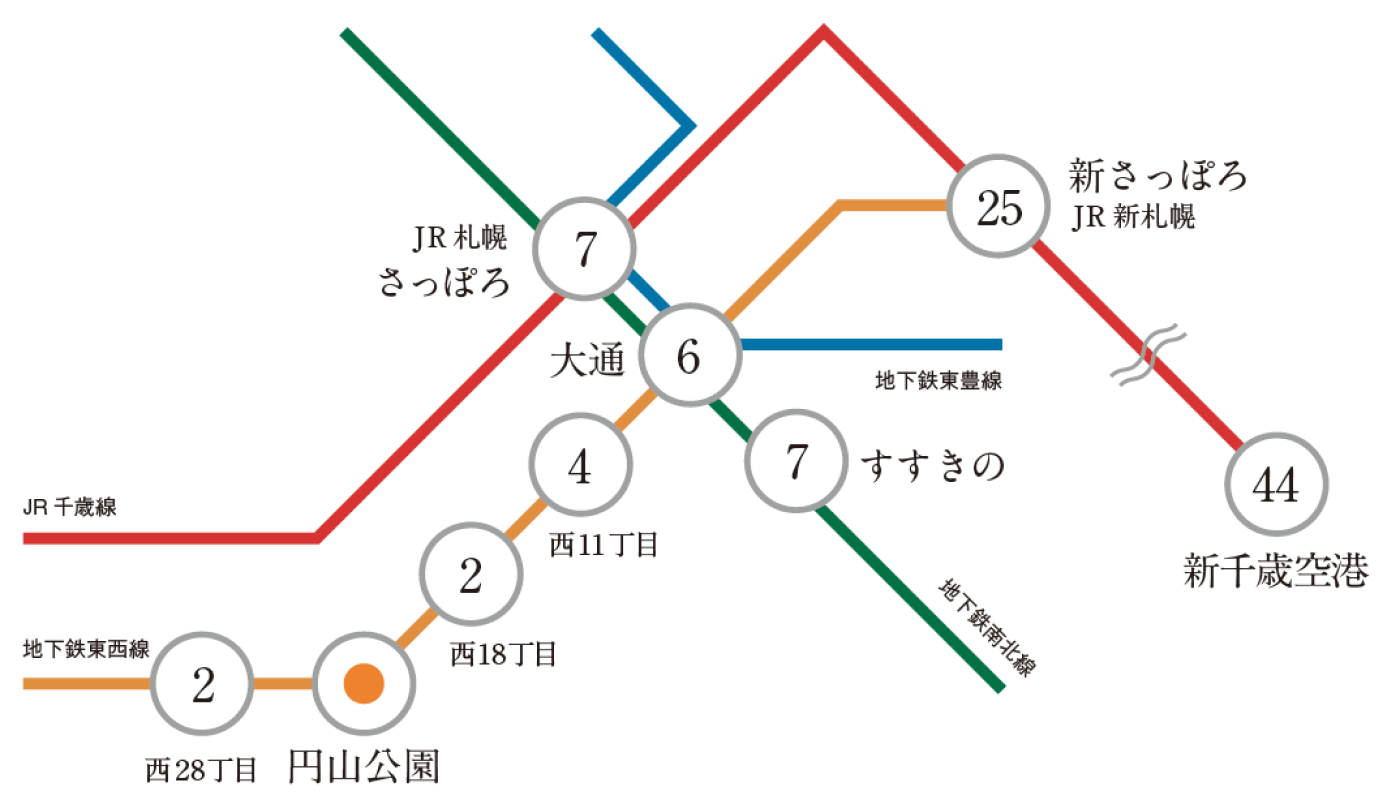 新さっぽろ
JR 新札幌
25
JR 札幌
さっぽろ
7
大通
6
地下鉄東豊線
4
西11丁目
7
すすきの
44
新千歳空港
JR 千歳線
2
西18丁目
地下鉄南北線
地下鉄東西線
2
西28丁目
円山公園